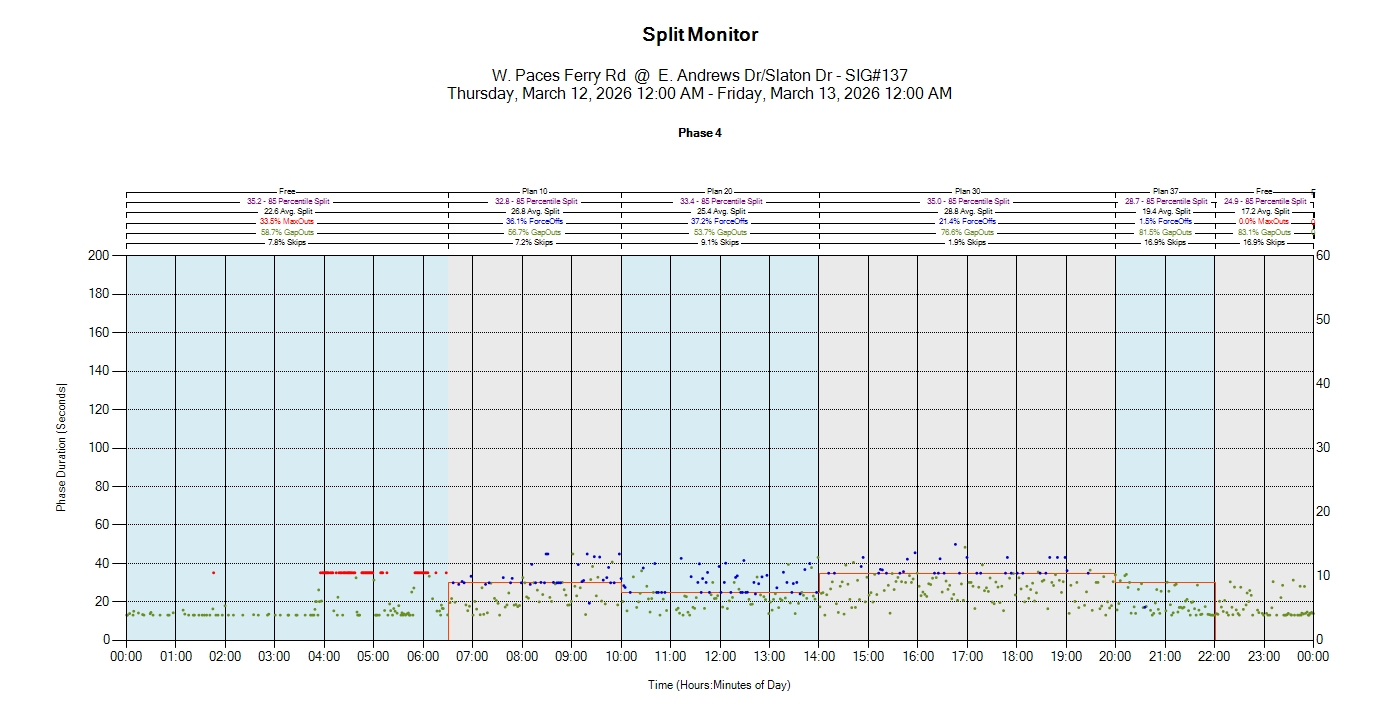 Split Monitor
W. Paces Ferry Rd @ E. Andrews Dr/Slaton Dr - SIG#137
Thursday, March 12, 2026 12:00 AM - Friday, March 13, 2026 12:00 AM
Phase 4
Free Plan 10 Plan 20 Plan 30 Plan 37 Free F
35.2 - 85 Percentile Split 32.8 - 85 Percentile Split 33.4 - 85 Percentile Split 35.0 - 85 Percentile Split 28.7 - 85 Percentile Split 24.9 - 85 Percentile Split
22.6 Avg. Split 26.8 Avg. Split 25.4 Avg. Split 28.8 Avg. Split 19.4 Avg. Split 17.2 Avg. Split
33.5% MaxOuts 36.1% ForceOffs 37.2% ForceOffs 21.4% ForceOffs 1.5% ForceOffs 0.0% MaxOuts
58.7% GapOuts 56.7% GapOuts 53.7% GapOuts 76.6% GapOuts 81.5% GapOuts 83.1% GapOuts
7.8% Skips 7.2% Skips 9.1% Skips 1.9% Skips 16.9% Skips 16.9% Skips
200 60
180
50
160
140
40
120
100 30
80
20
60
40
10
20
0 0
00:00 01:00 02:00 03:00 04:00 05:00 06:00 07:00 08:00 09:00 10:00 11:00 12:00 13:00 14:00 15:00 16:00 17:00 18:00 19:00 20:00 21:00 22:00 23:00 00:00
Phase Duration (Seconds)
Time (Hours:Minutes of Day)